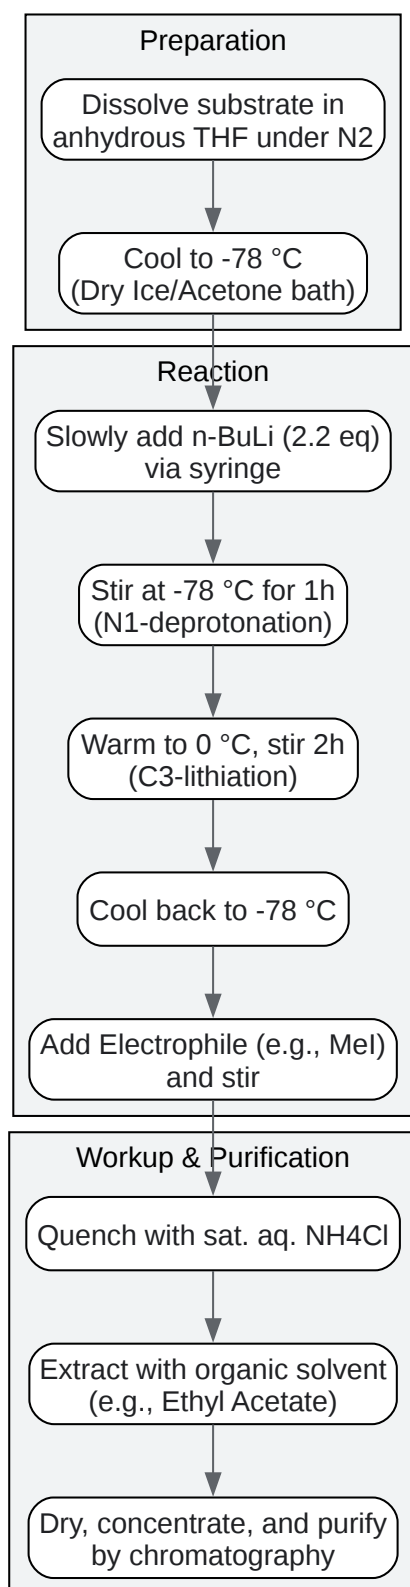 Preparation
Dissolve substrate in
anhydrous THF under N2
Cool to -78 °C
(Dry Ice/Acetone bath)
Reaction
Slowly add n-BuLi (2.2 eq)
via syringe
Stir at -78 °C for 1h
(N1-deprotonation)
Warm to 0 °C, stir 2h
(C3-lithiation)
Cool back to -78 °C
Add Electrophile (e.g., MeI)
and stir
Workup & Purification
Quench with sat. aq. NH4Cl
Extract with organic solvent
(e.g., Ethyl Acetate)
Dry, concentrate, and purify
by chromatography